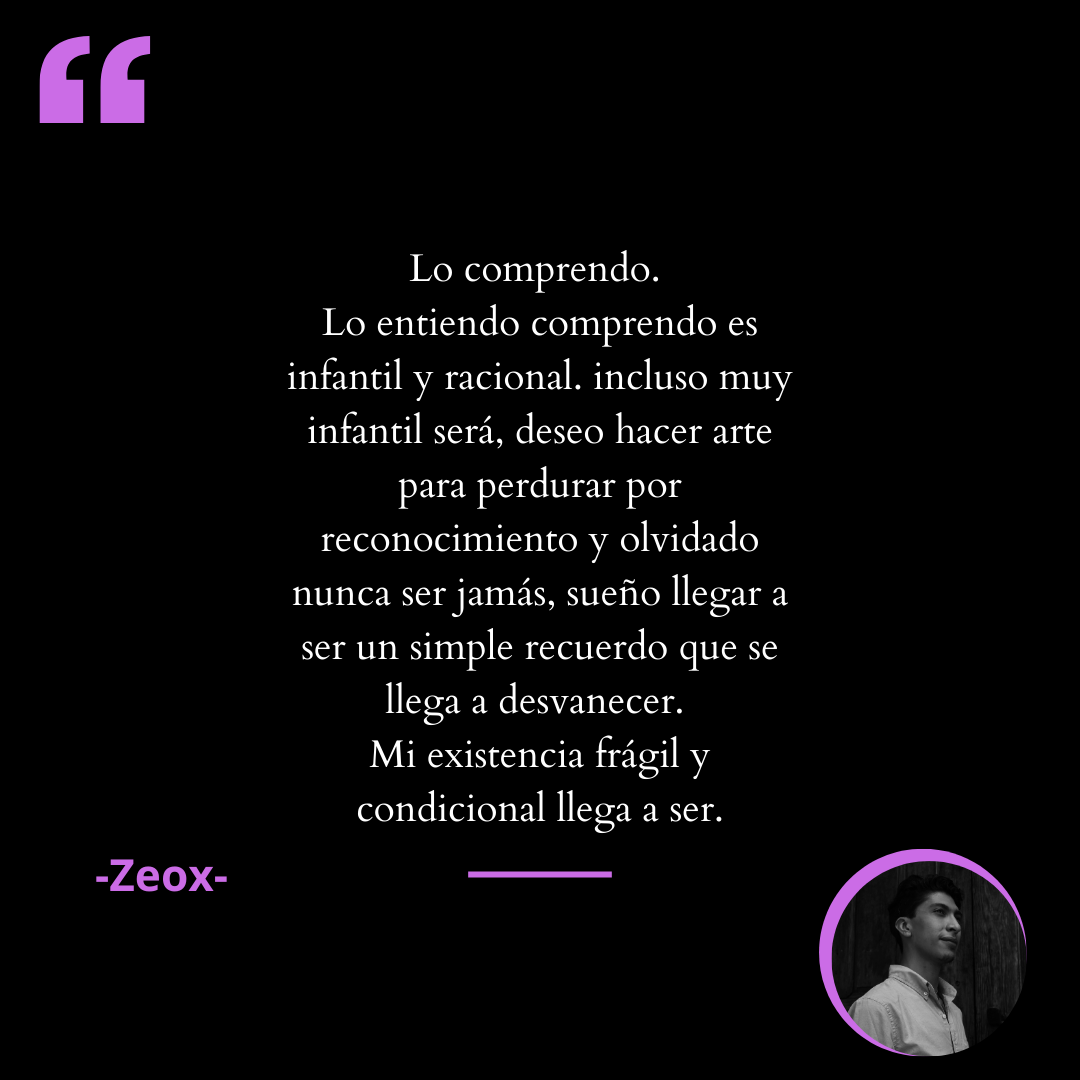 Lo comprendo.
Lo entiendo comprendo es
infantil y racional. incluso muy
infantil será, deseo hacer arte
para perdurar por
reconocimiento y olvidado
nunca ser jamás, sueño llegar a
ser un simple recuerdo que se
llega a desvanecer.
Mi existencia frágil y
condicional llega a ser.
-Zeox-